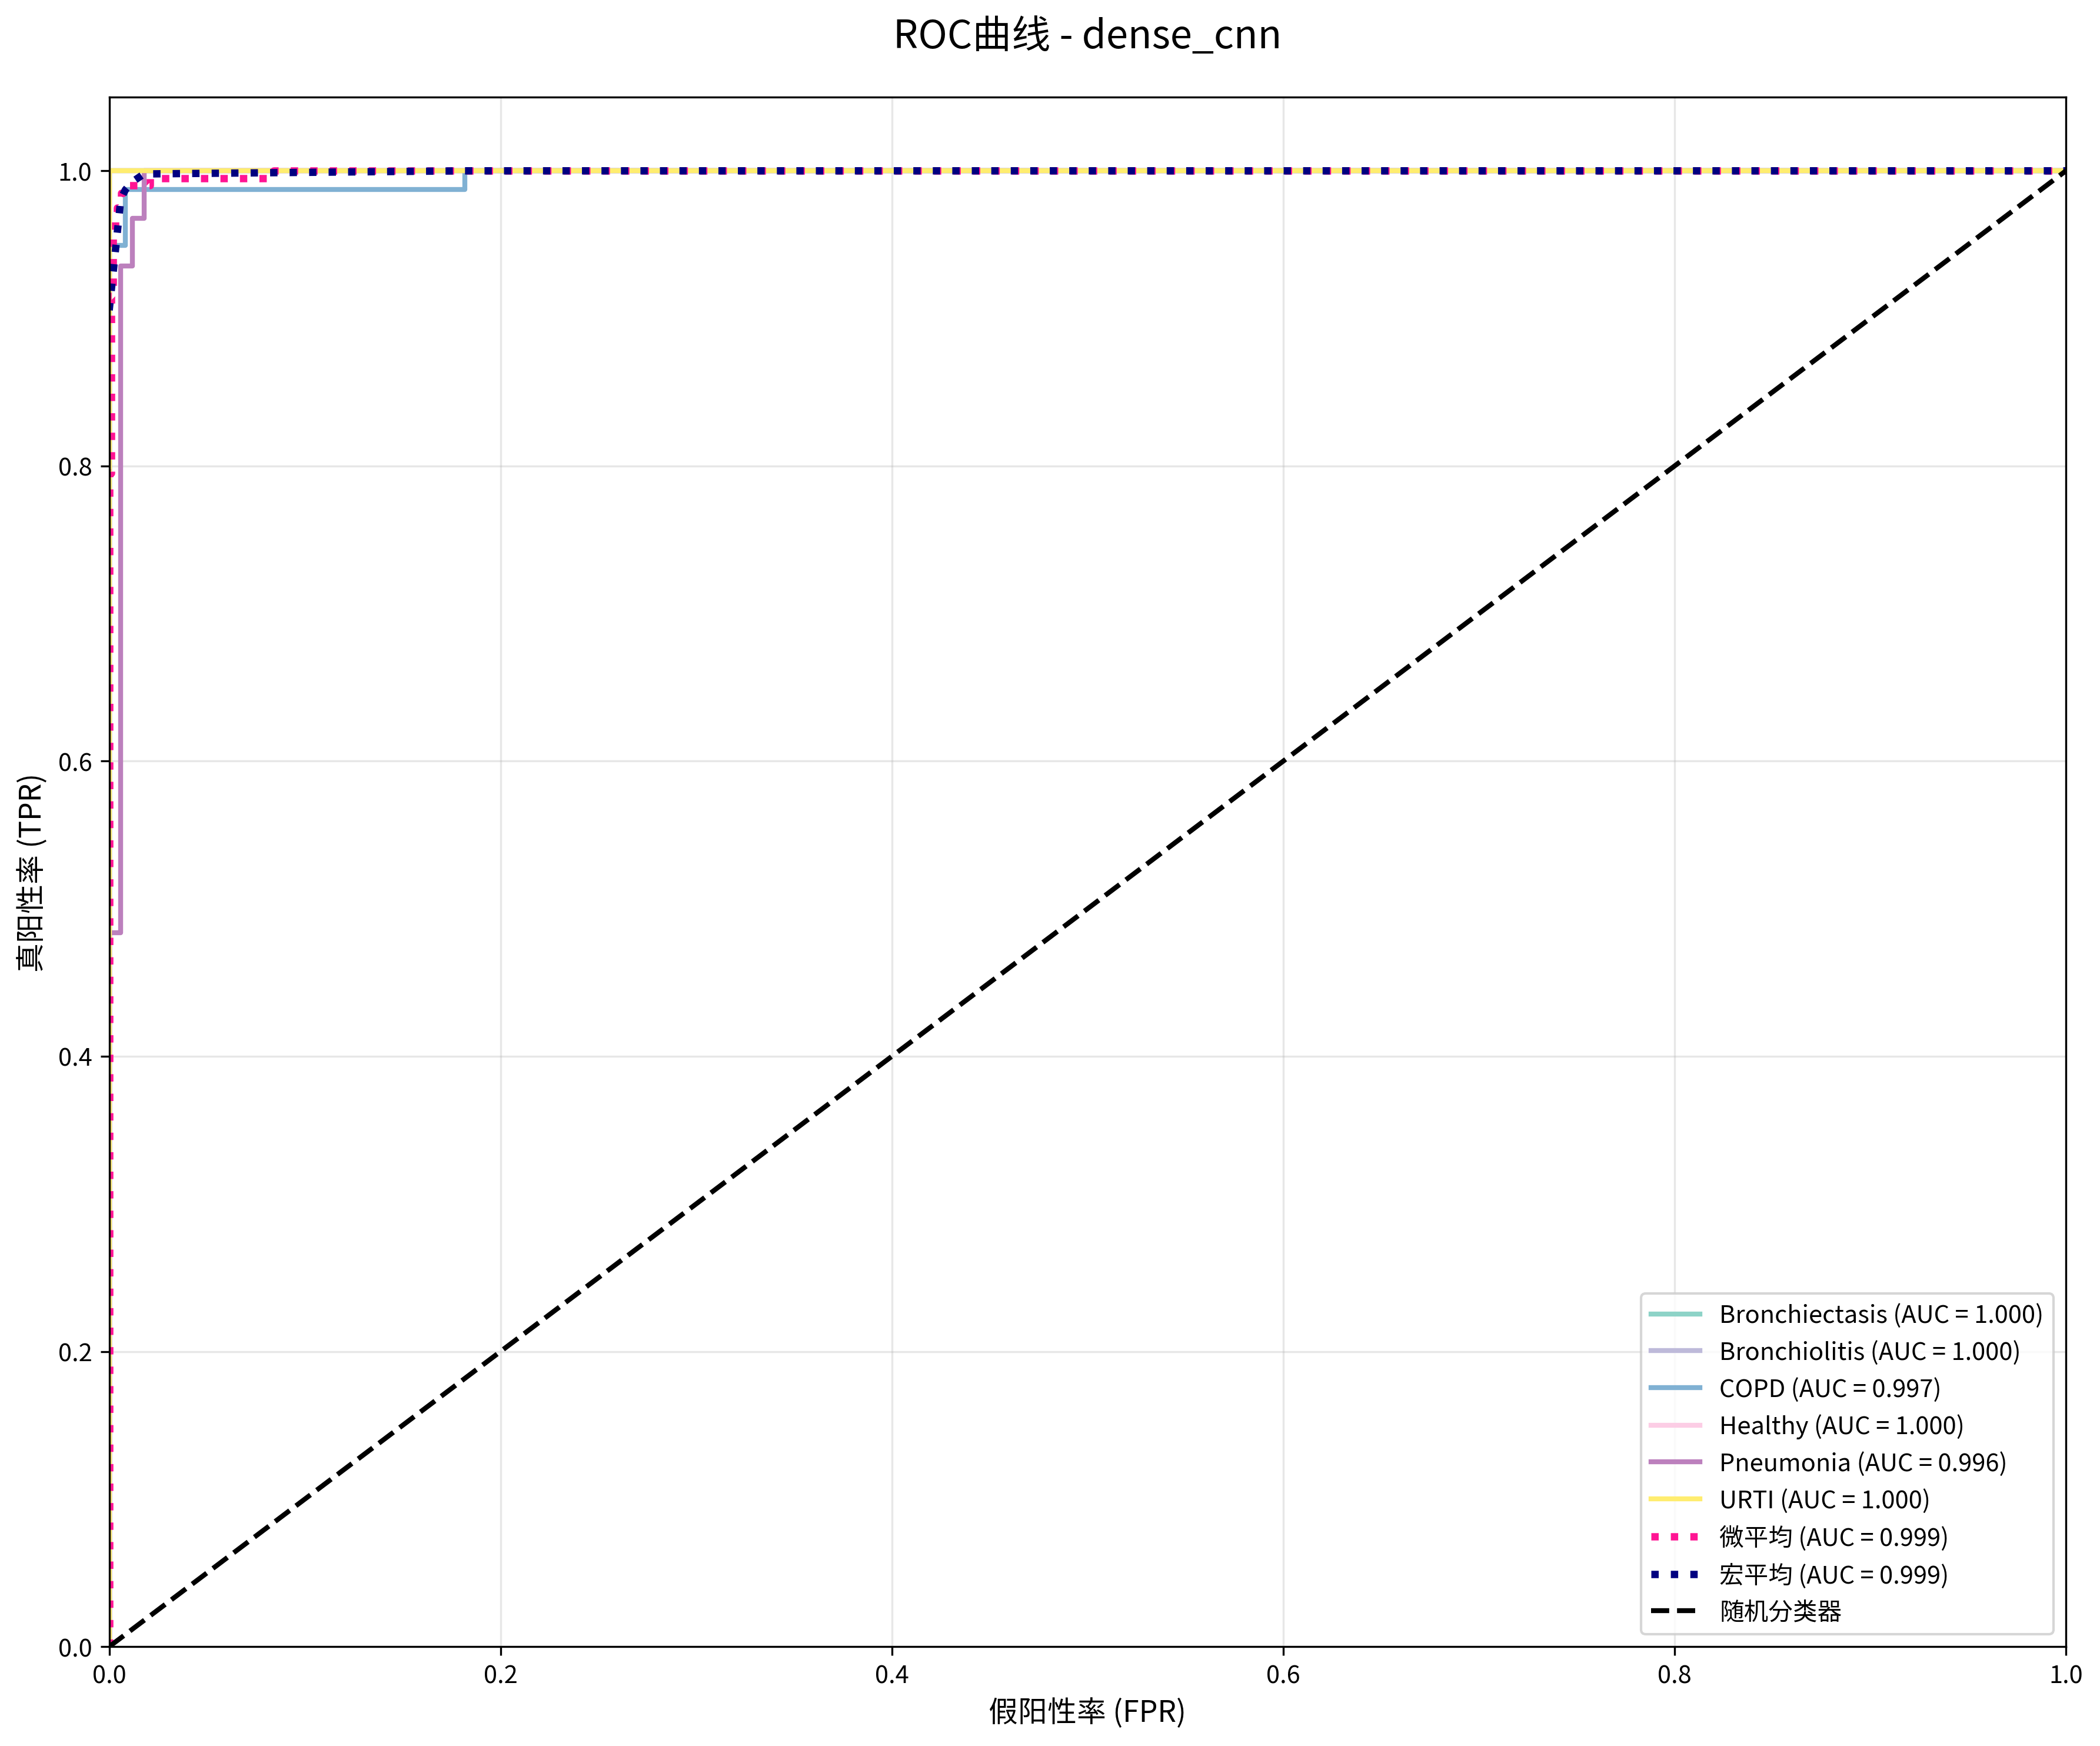 ROC曲线 - dense_cnn
真阳性率 (TPR)
1.0
0.8
0.6
0.4
0.2
0.0
0.0 0.2 0.4 0.6 0.8 1.0
假阳性率 (FPR)
Bronchiectasis (AUC = 1.000)
Bronchiolitis (AUC = 1.000)
COPD (AUC = 0.997)
Healthy (AUC = 1.000)
Pneumonia (AUC = 0.996)
URTI (AUC = 1.000)
微平均 (AUC = 0.999)
宏平均 (AUC = 0.999)
随机分类器